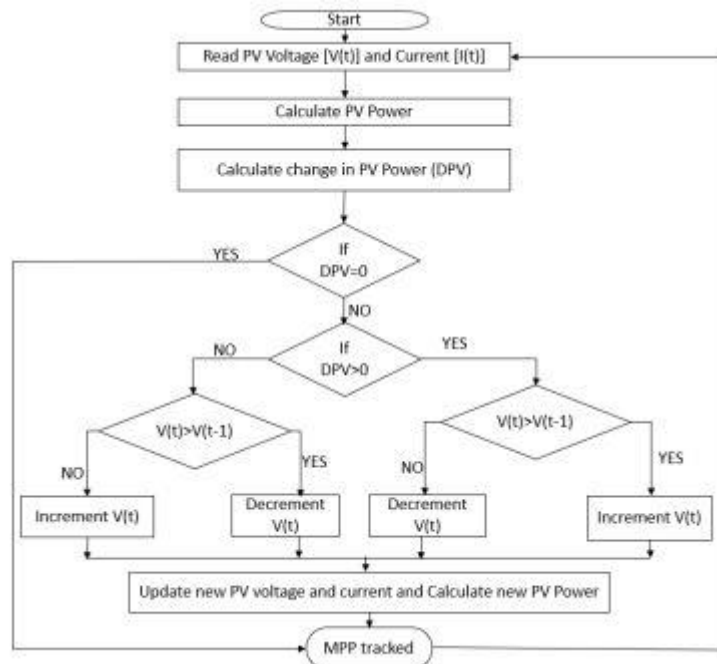 Start
Read PV Voltage [V(t)] and Current [I(t)]
Calculate PV Power
Calculate change in PV Power (DPV)
YES
If
DPV=0
NO
NO
If
DPV>0
YES
V(t)>V(t-1)
V(t)>V(t-1)
NO
YES
NO
YES
Increment V(t)
Decrement
V(t)
Decrement
V(t)
Increment V(t)
Update new PV voltage and current and Calculate new PV Power
MPP tracked